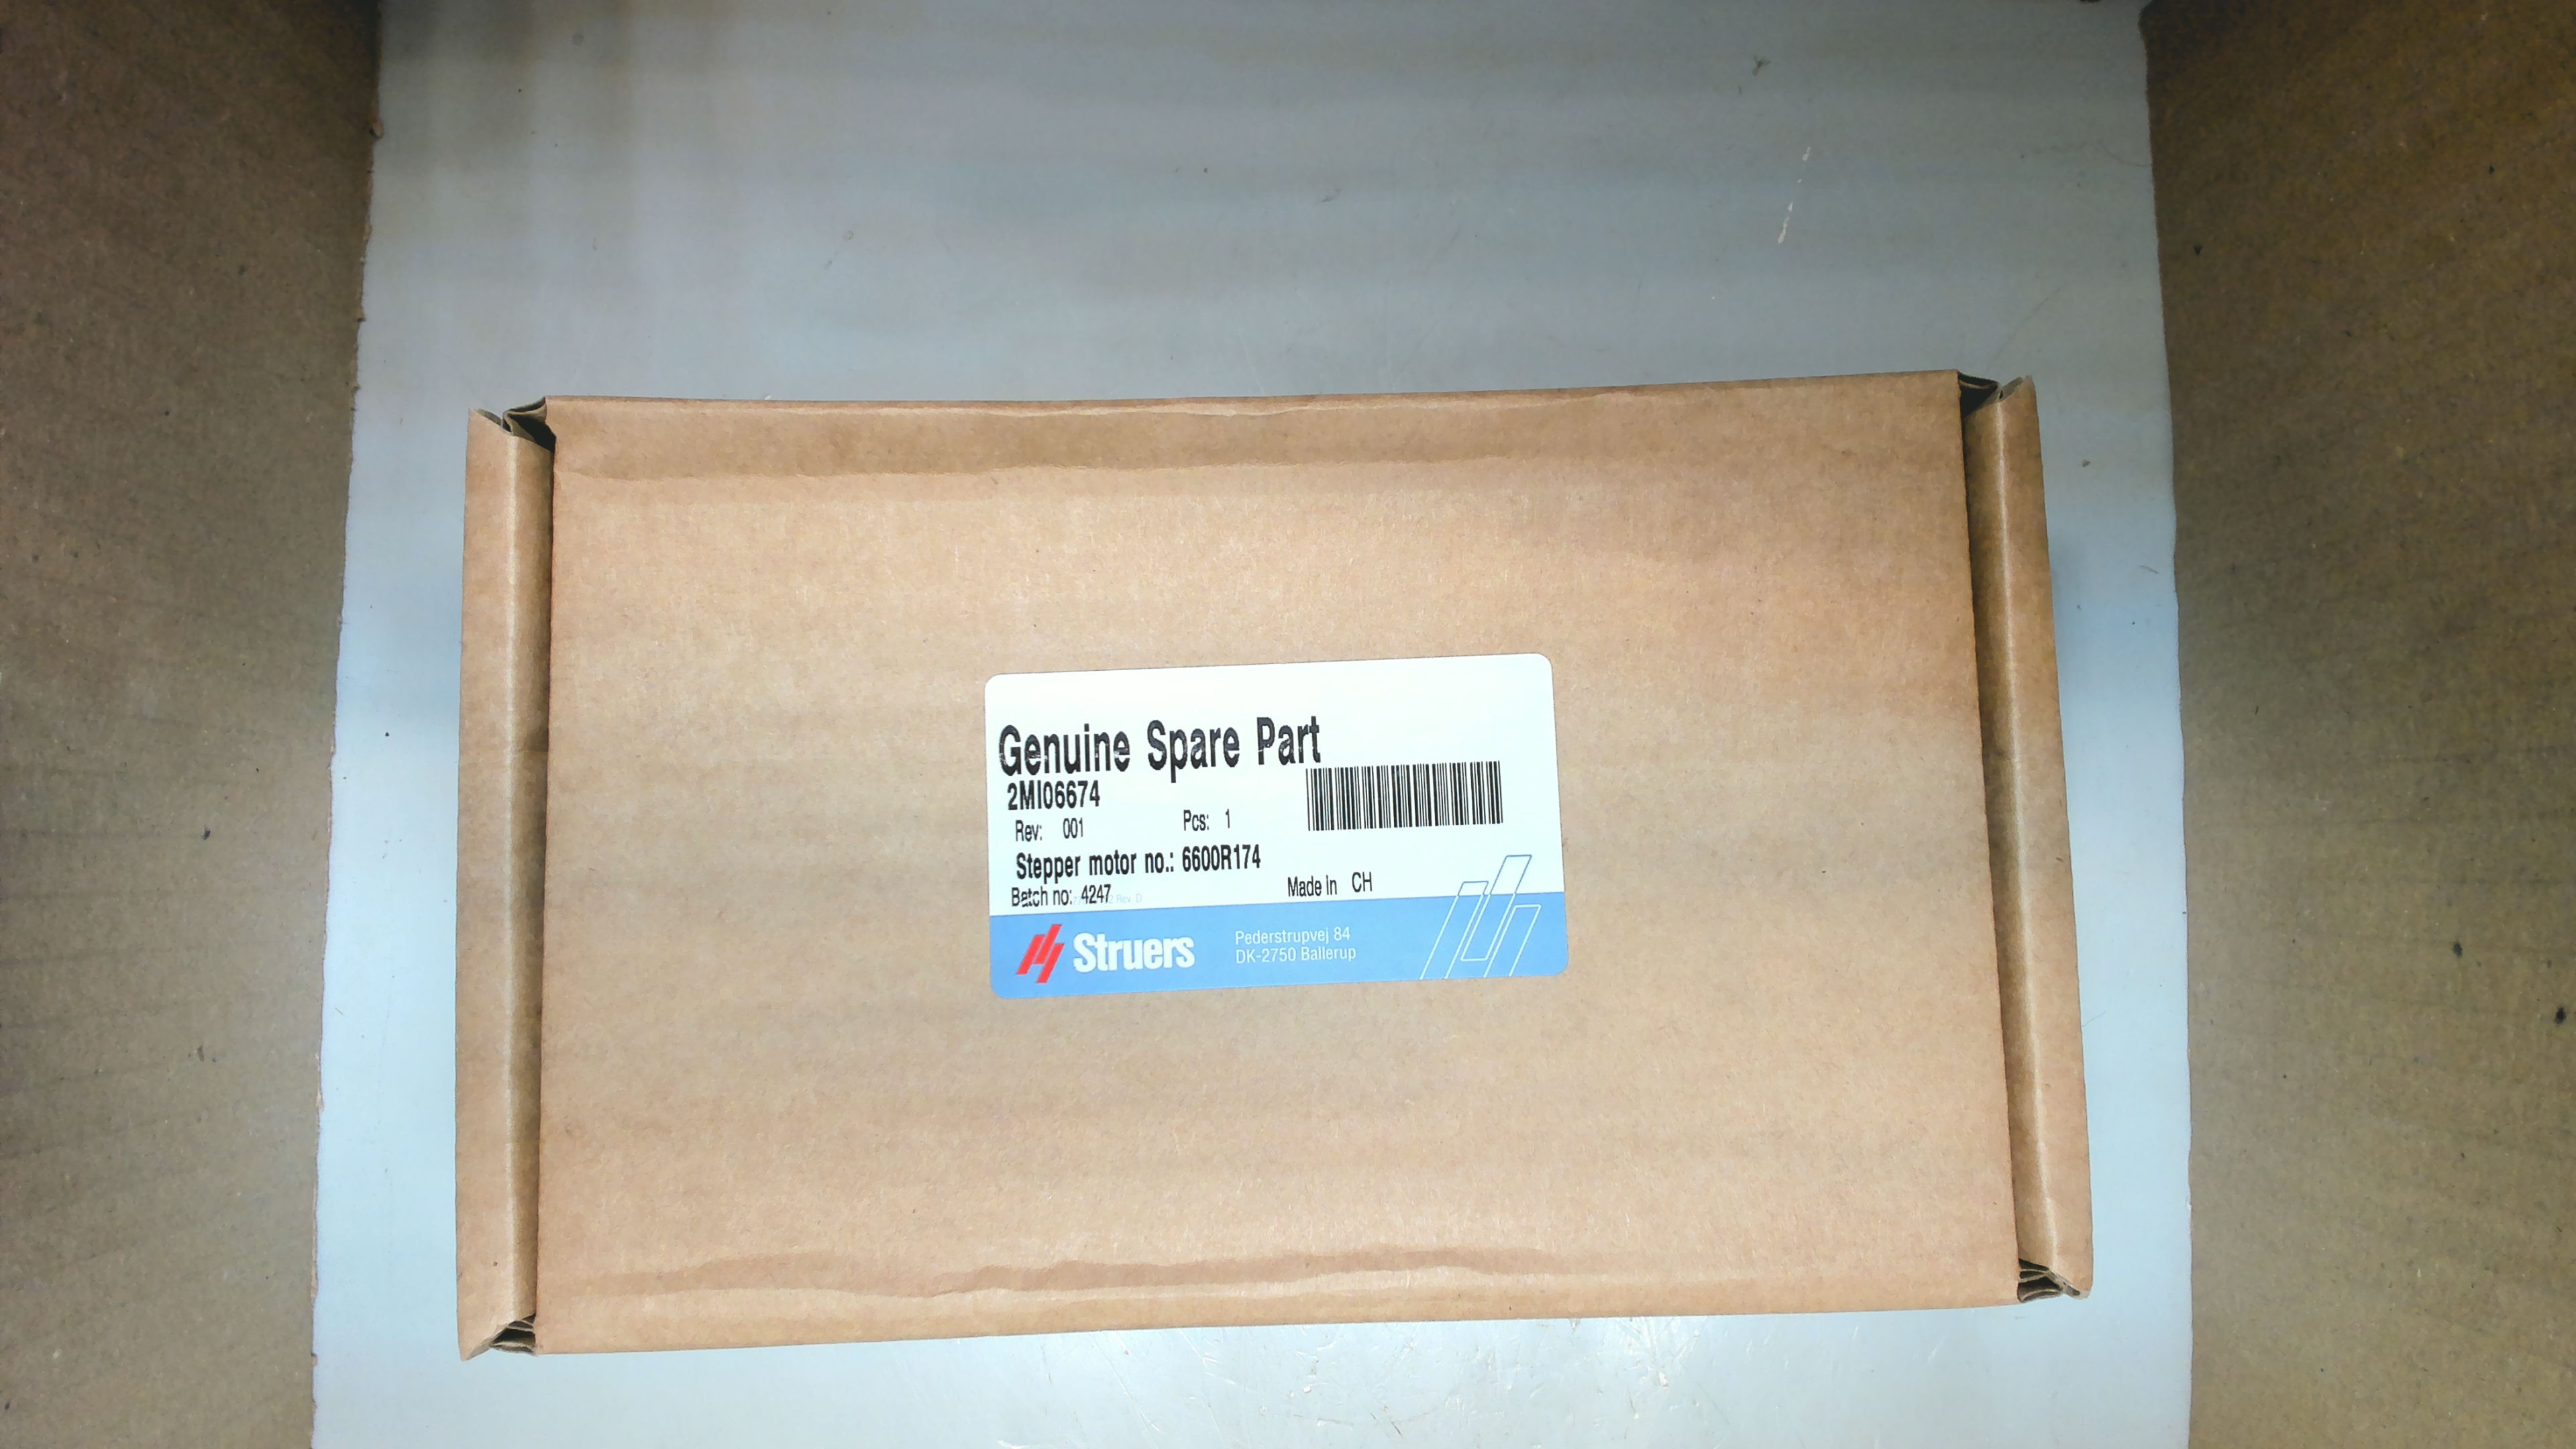 Genuine Spare Part
2MI06674
Rev: 001 Pcs: 1
Stepper motor no.: 6600R174
Batch no: 4247 Rev D
Made in CH
Struers
Pederstrupvej 84
DK-2750 Ballerup